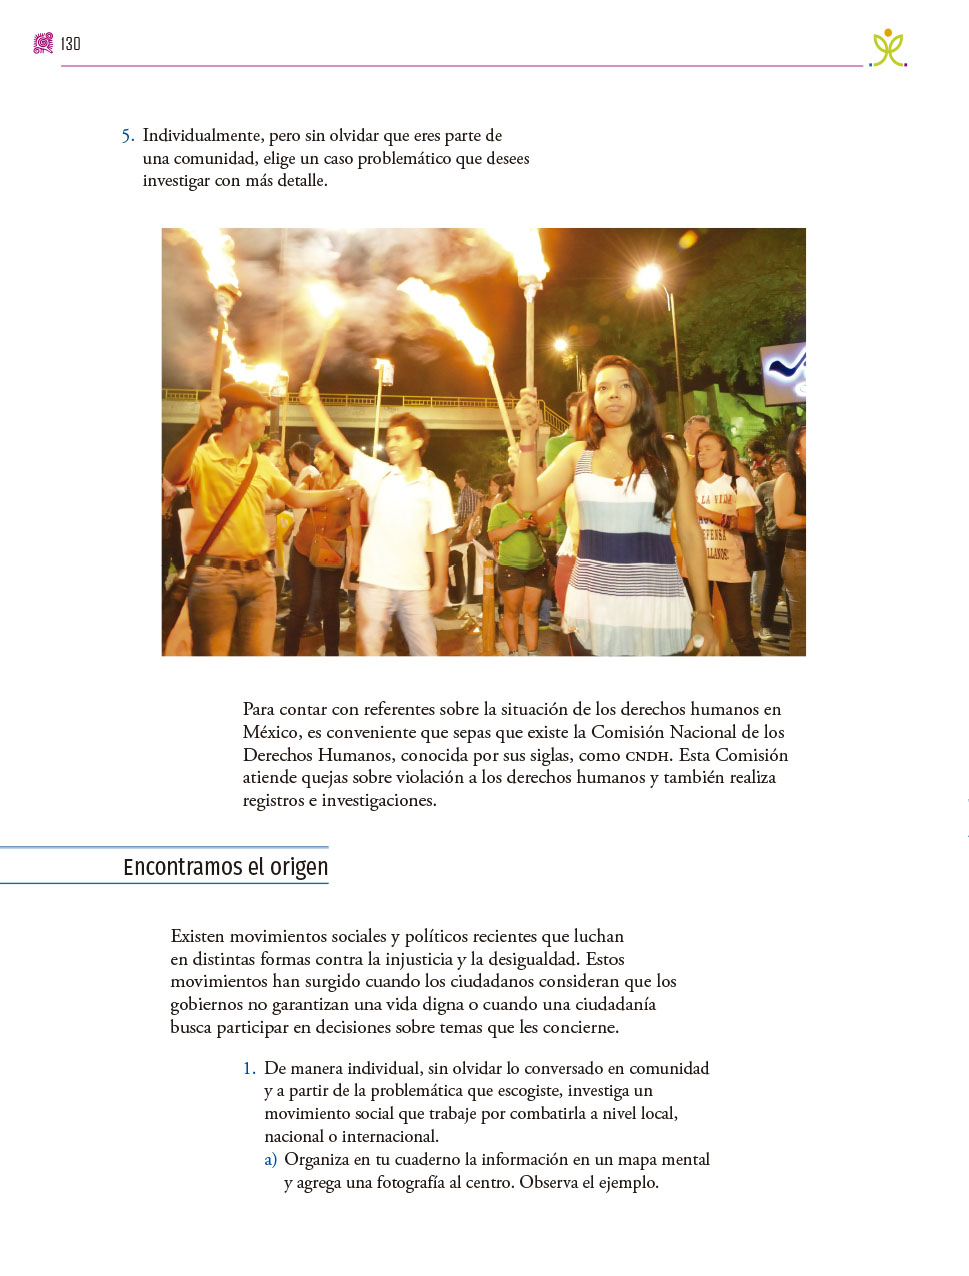 130
5. Individualmente, pero sin olvidar que eres parte de
una comunidad, elige un caso problemático que desees
investigar con más detalle.
LA VIDA
DEFENSA
LLANOS!
Para contar con referentes sobre la situación de los derechos humanos en
México, es conveniente que sepas que existe la Comisión Nacional de los
Derechos Humanos, conocida por sus siglas, como CNDH. Esta Comisión
atiende quejas sobre violación a los derechos humanos y también realiza
registros e investigaciones.
Encontramos el origen
Existen movimientos sociales y políticos recientes que luchan
en distintas formas contra la injusticia y la desigualdad. Estos
movimientos han surgido cuando los ciudadanos consideran que los
gobiernos no garantizan una vida digna o cuando una ciudadanía
busca participar en decisiones sobre temas que les concierne.
1. De manera individual, sin olvidar lo conversado en comunidad
y a partir de la problemática que escogiste, investiga un
movimiento social que trabaje por combatirla a nivel local,
nacional o internacional.
a) Organiza en tu cuaderno la información en un mapa mental
y agrega una fotografía al centro. Observa el ejemplo.